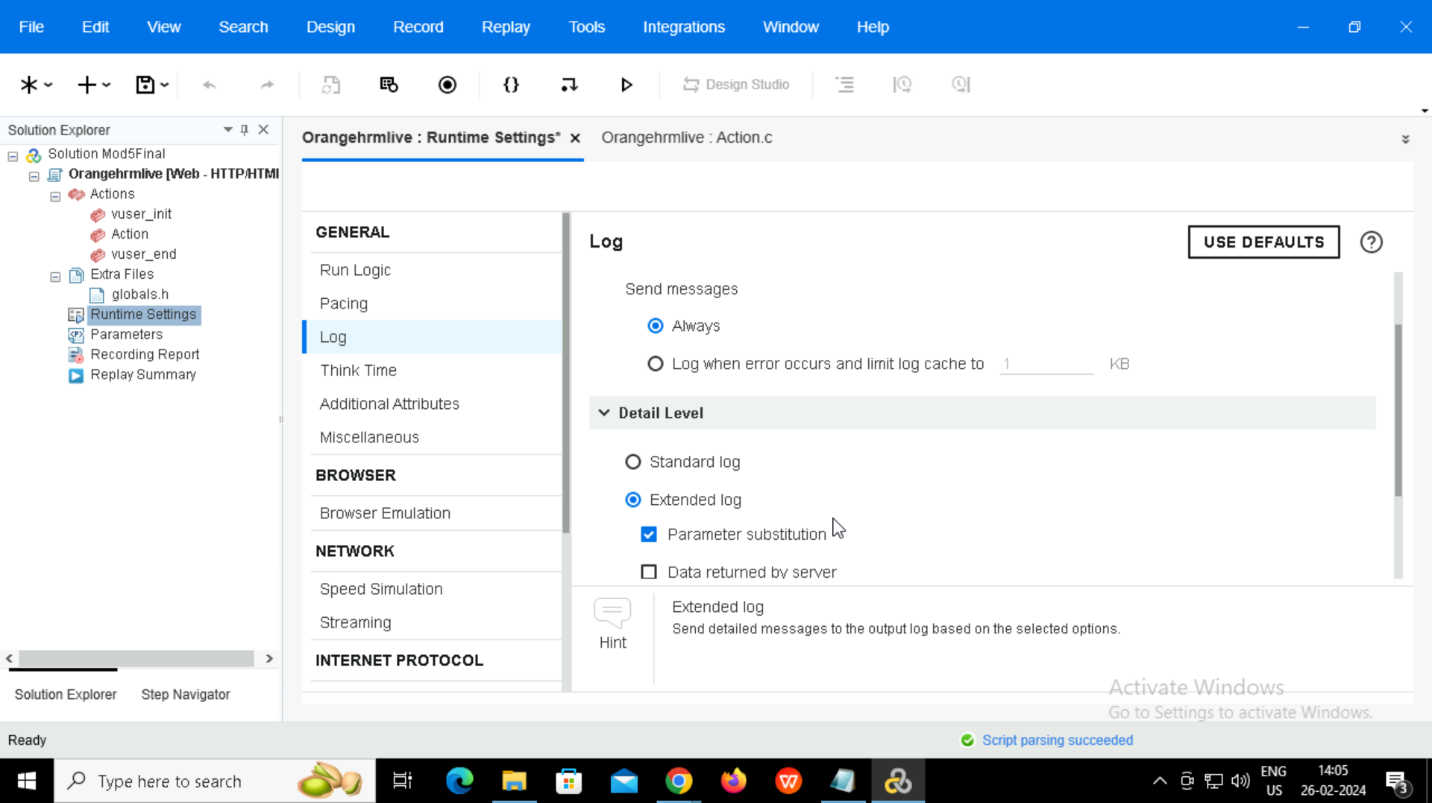 File Edit View Search Design Record Replay Tools Integrations Window Help
Design Studio
Solution Explorer
Orangehrmlive : Runtime Settings* Orangehrmlive : Action.c
Solution Mod5Final
Orangehrmlive [Web - HTTP/HTMl
Actions
vuser_init
Action
vuser_end
Extra Files
globals.h
Runtime Settings
Parameters
Recording Report
Replay Summary
Solution Explorer Step Navigator
GENERAL
Run Logic
Pacing
Log
Think Time
Additional Attributes
Miscellaneous
BROWSER
Browser Emulation
NETWORK
Speed Simulation
Streaming
INTERNET PROTOCOL
Log USE DEFAULTS
Send messages
Always
Log when error occurs and limit log cache to 1 KB
Detail Level
Standard log
Extended log
Parameter substitution
Data returned by server
Hint
Extended log
Send detailed messages to the output log based on the selected options.
Activate Windows
Go to Settings to activate Windows.
Ready Script parsing succeeded
Type here to search
ENG
US
14:05
26-02-2024
3